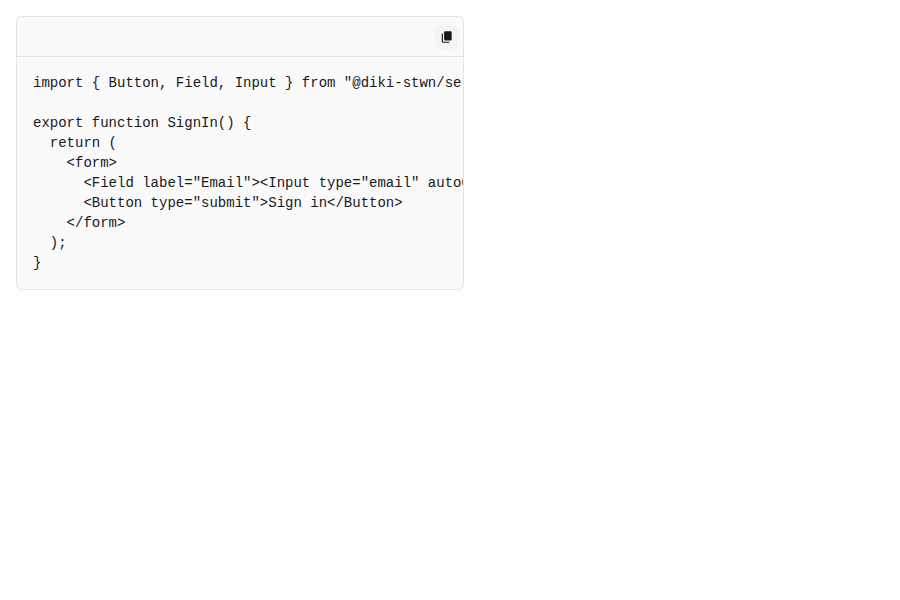 import { Button, Field, Input } from "@diki-stwn/se

export function SignIn() {
  return (
    <form>
      <Field label="Email"><Input type="email" auto
      <Button type="submit">Sign in</Button>
    </form>
  );
}